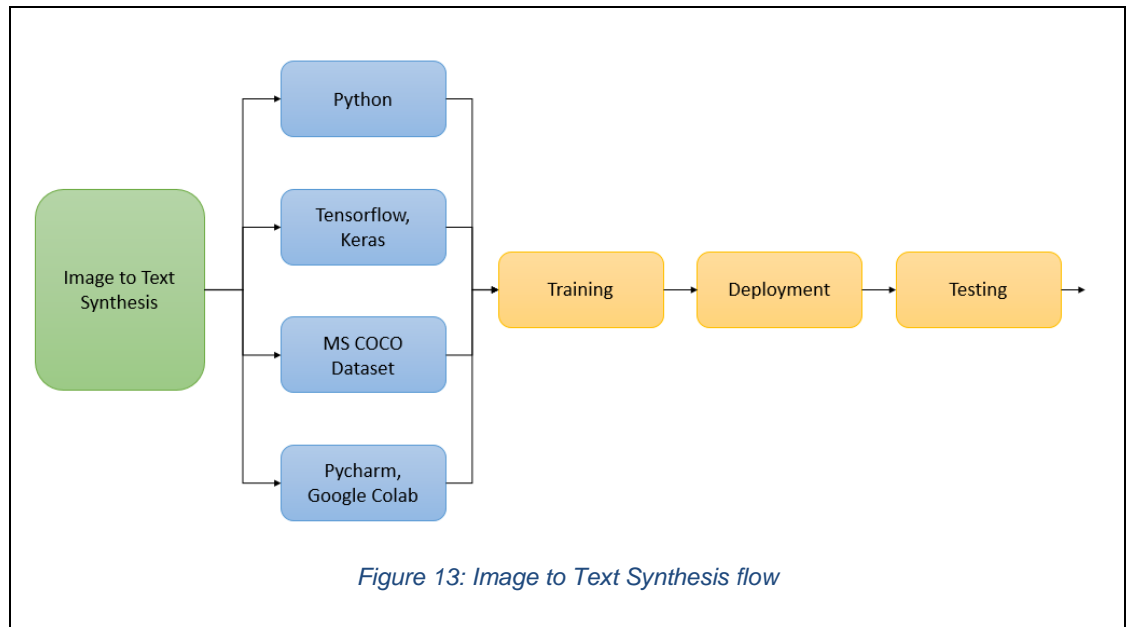 Python
Tensorflow,
Keras
Image to Text
Synthesis
MS COCO
Dataset
Pycharm,
Google Colab
Training
Deployment
Testing
Figure 13: Image to Text Synthesis flow